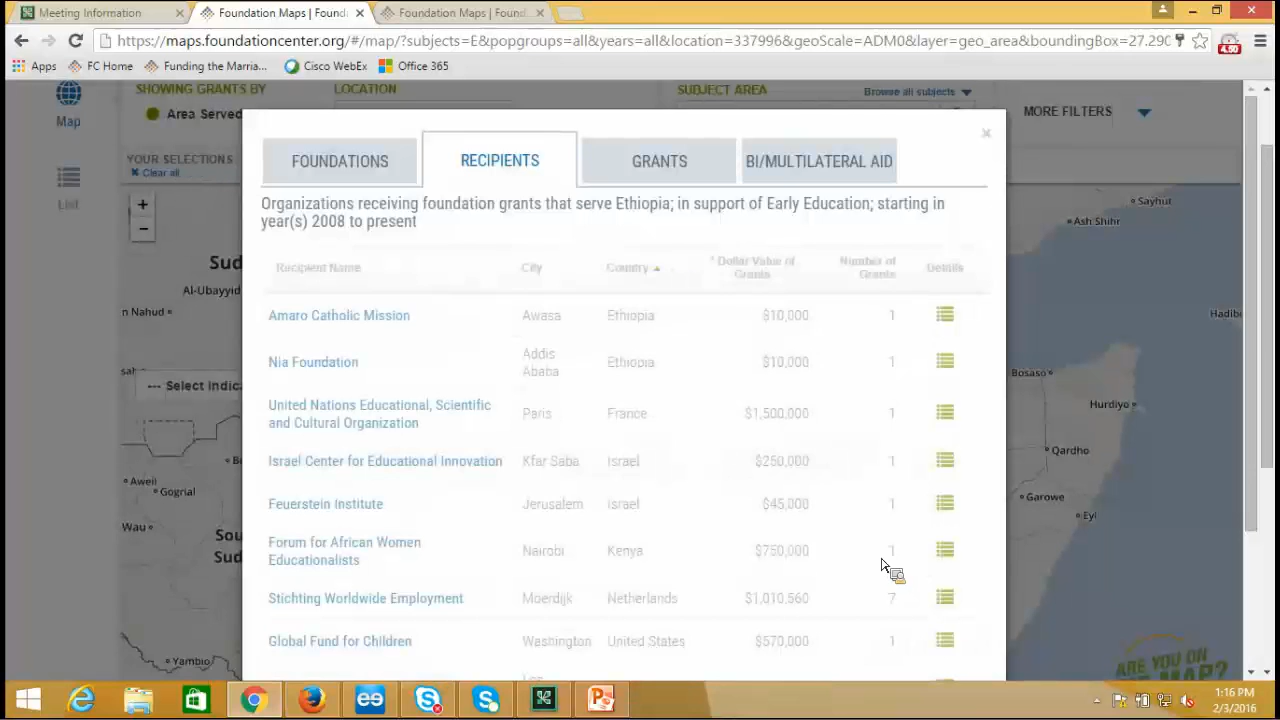 Meeting Information
Foundation Maps | Found
Foundation Maps | Found
https://maps.foundationcenter.org/#/map/?subjects=E&popgroups=all&years=all&location=337996&geoScale=ADM0&layer=geo_area&boundingBox=27.290
Apps
FC Home
Funding the Marria...
Cisco WebEx
Office 365
SHOWING GRANTS BY
LOCATION
SUBJECT AREA
Browse all subjects
Map
Area Served
MORE FILTERS
YOUR SELECTIONS
Clear all
List
FOUNDATIONS
RECIPIENTS
GRANTS
BI/MULTILATERAL AID
Organizations receiving foundation grants that serve Ethiopia; in support of Early Education; starting in
year(s) 2008 to present
Recipient Name
City
Country
* Dollar Value of
Grants
Number of
Grants
Details
Amaro Catholic Mission
Awasa
Ethiopia
$10,000
1
Nia Foundation
Addis
Ababa
Ethiopia
$10,000
1
United Nations Educational, Scientific
and Cultural Organization
Paris
France
$1,500,000
1
Israel Center for Educational Innovation
Kfar Saba
Israel
$250,000
1
Feuerstein Institute
Jerusalem
Israel
$45,000
1
Forum for African Women
Educationalists
Nairobi
Kenya
$750,000
1
Stichting Worldwide Employment
Moerdijk
Netherlands
$1,010,560
7
Global Fund for Children
Washington
United States
$570,000
1
Sud
Al-Ubayyid
n Nahud
Select Indica
Aweil
Gogrial
Wau
Sou
Sud
Yambio
Sayhut
Ash Shihr
Hadib
Bosaso
Hurdiyo
Qardho
Garowe
Eyl
ARE YOU ON
MAP?
1:16 PM
2/3/2016